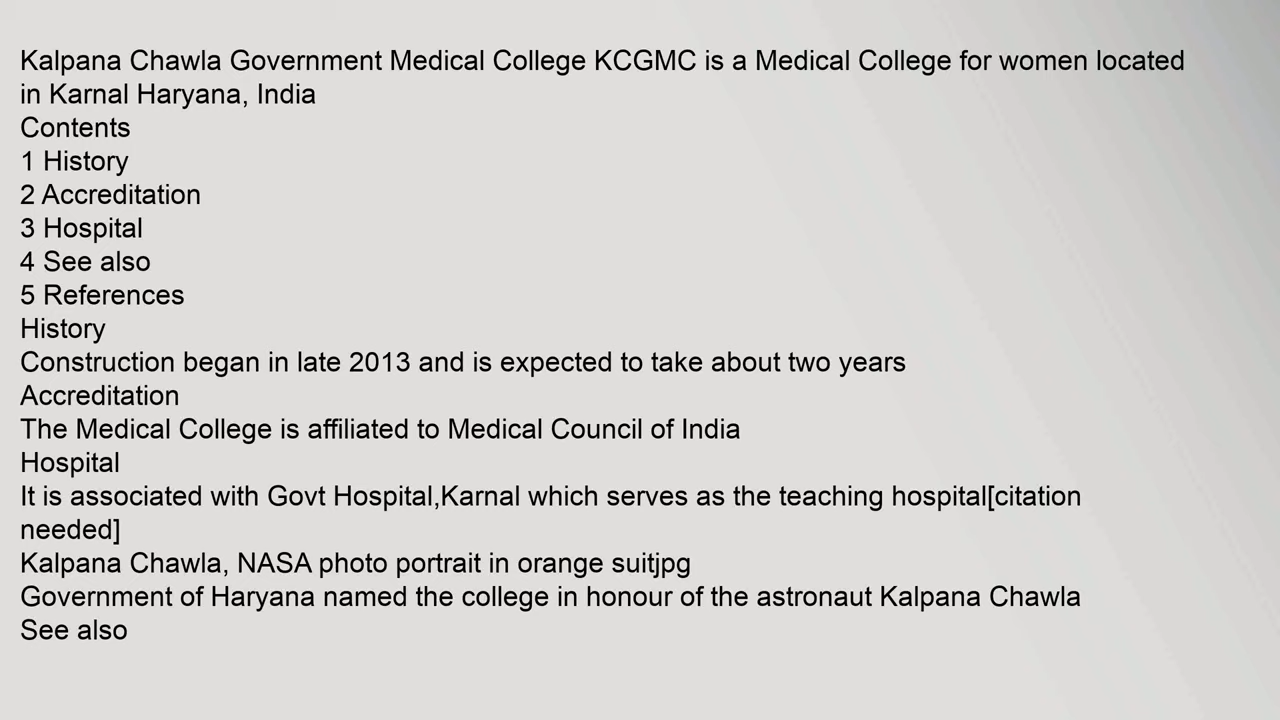 Kalpana Chawla Government Medical College KCGMC is a Medical College for women located
in Karnal Haryana, India
Contents
1 History
2 Accreditation
3 Hospital
4 See also
5 References
History
Construction began in late 2013 and is expected to take about two years
Accreditation
The Medical College is affiliated to Medical Council of India
Hospital
It is associated with Govt Hospital,Karnal which serves as the teaching hospital[citation
needed]
Kalpana Chawla, NASA photo portrait in orange suitjpg
Government of Haryana named the college in honour of the astronaut Kalpana Chawla
See also